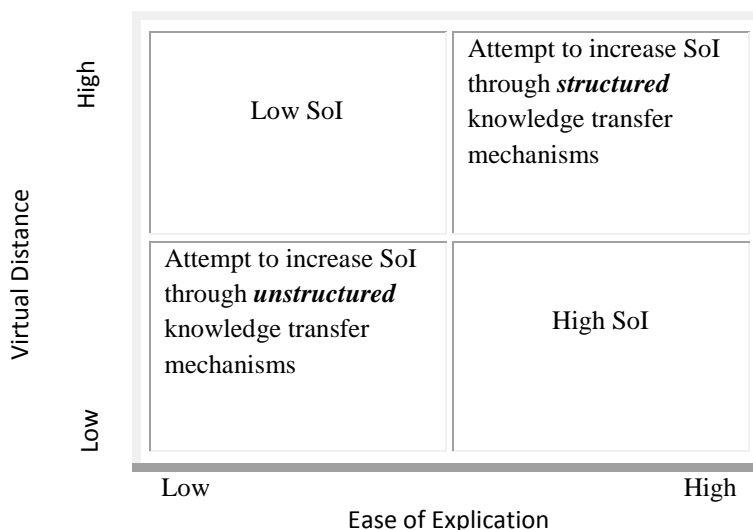 High
Low SoI
Attempt to increase SoI
through structured
knowledge transfer
mechanisms
Virtual Distance
Attempt to increase SoI
through unstructured
knowledge transfer
mechanisms
High SoI
Low
Low
High
Ease of Explication